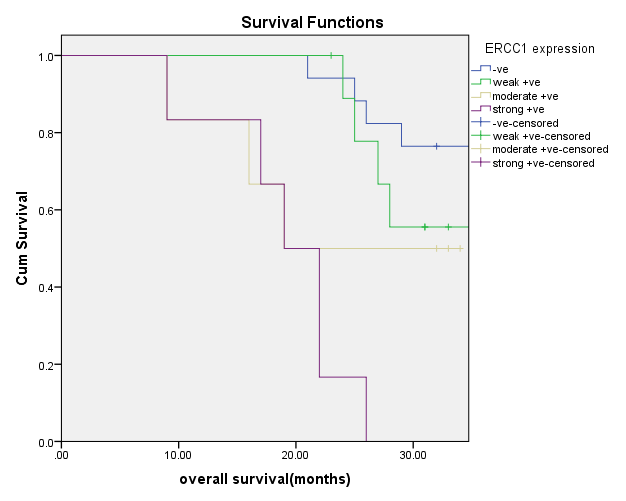 Survival Functions
ERCC1 expression
-ve
weak +ve
moderate +ve
strong +ve
-ve-censored
weak +ve-censored
moderate +ve-censored
strong +ve-censored
Cum Survival
1.0
0.8
0.6
0.4
0.2
0.0
.00 10.00 20.00 30.00
overall survival(months)